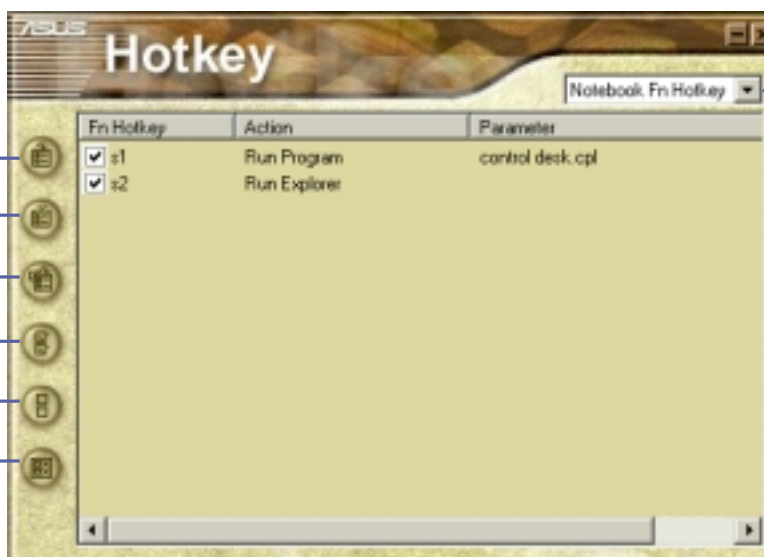 ASUS
Hotkey
Notebook Fn Hotkey
Fn Hotkey Action Parameter
s1 Run Program control desk.cpl
s2 Run Explorer